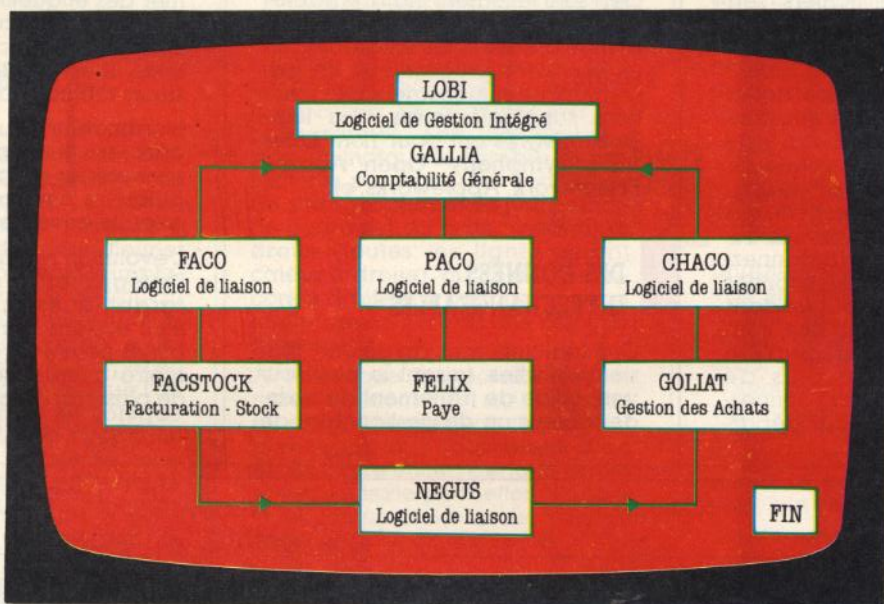 LOBI
Logiciel de Gestion Intégré
GALLIA
Comptabilité Générale
FACO
Logiciel de liaison
PACO
Logiciel de liaison
CHACO
Logiciel de liaison
FACSTOCK
Facturation - Stock
FELIX
Paye
GOLIAT
Gestion des Achats
NEGUS
Logiciel de liaison
FIN